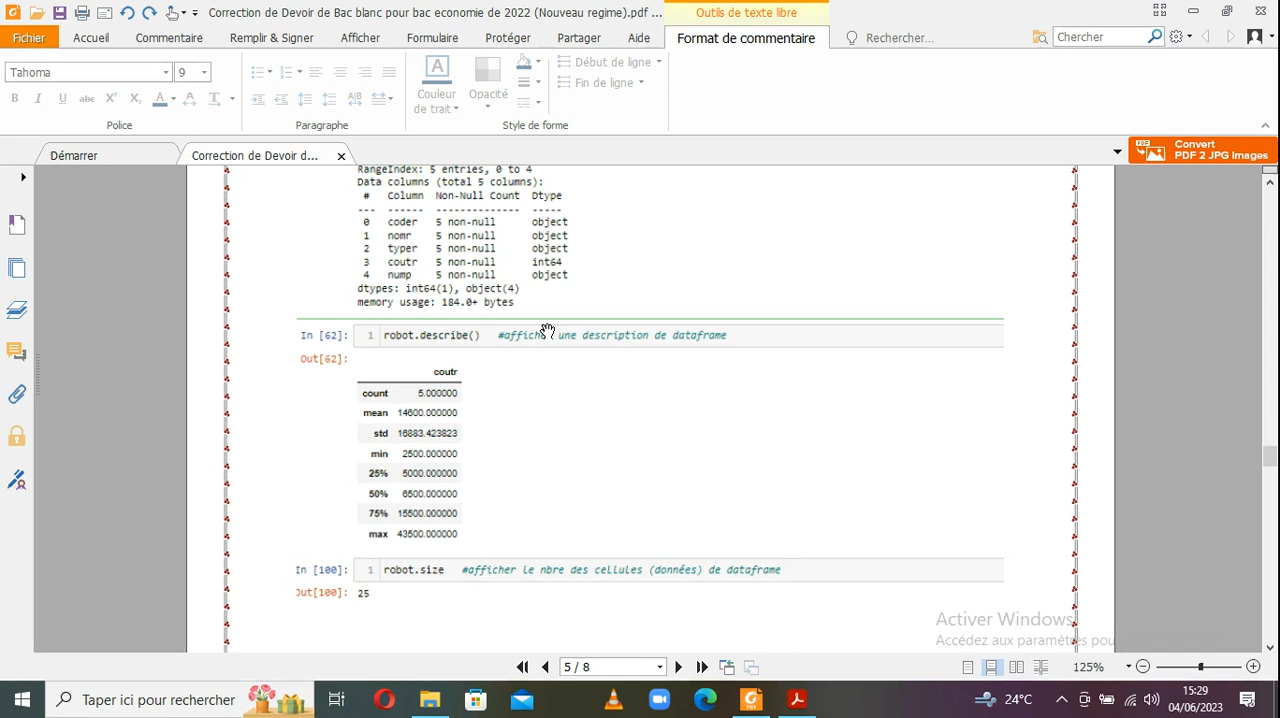 Correction de Devoir de Bac blanc pour bac economie de 2022 (Nouveau regime).pdf ...
Outils de texte libre
Fichier
Accueil
Commentaire
Remplir & Signer
Afficher
Formulaire
Protéger
Partager
Aide
Format de commentaire
Rechercher...
Chercher
Tahoma
9
Couleur de trait
Opacité
Début de ligne
Fin de ligne
Police
Paragraphe
Style de forme
Démarrer
Correction de Devoir d...
Convert
PDF 2 JPG Images
RangeIndex: 5 entries, 0 to 4
Data columns (total 5 columns):
# Column Non-Null Count Dtype
--- ------ -------------- -----
0 coder 5 non-null object
1 nomr 5 non-null object
2 typer 5 non-null object
3 coutr 5 non-null int64
4 nump 5 non-null object
dtypes: int64(1), object(4)
memory usage: 184.0+ bytes
In [62]: 1 robot.describe() #affiche une description de dataframe
Out[62]:
coutr
count 5.000000
mean 14600.000000
std 16883.423823
min 2500.000000
25% 5000.000000
50% 6500.000000
75% 15500.000000
max 43500.000000
In [100]: 1 robot.size #afficher le nbre des cellules (données) de dataframe
Out[100]: 25
Activer Windows
Accédez aux paramètres pou
5 / 8
125%
Taper ici pour rechercher
24°C
15:29
04/06/2023